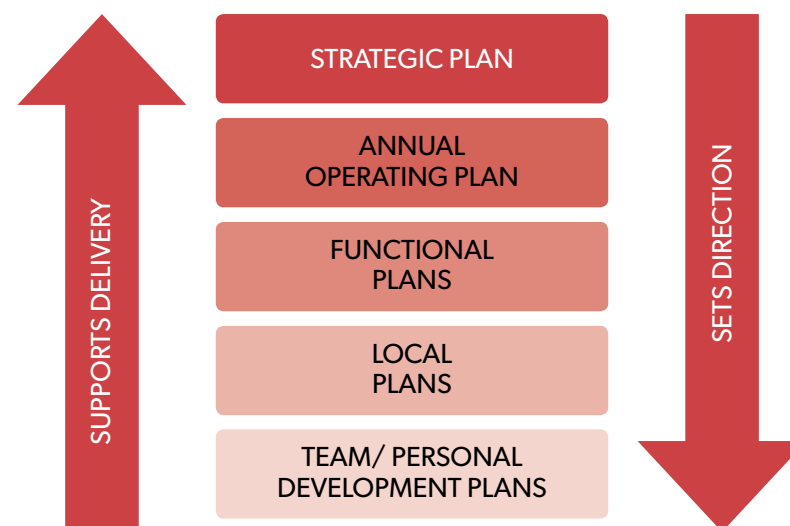 STRATEGIC PLAN
ANNUAL
OPERATING PLAN
FUNCTIONAL
PLANS
LOCAL
PLANS
TEAM/ PERSONAL
DEVELOPMENT PLANS
SUPPORTS DELIVERY
SETS DIRECTION